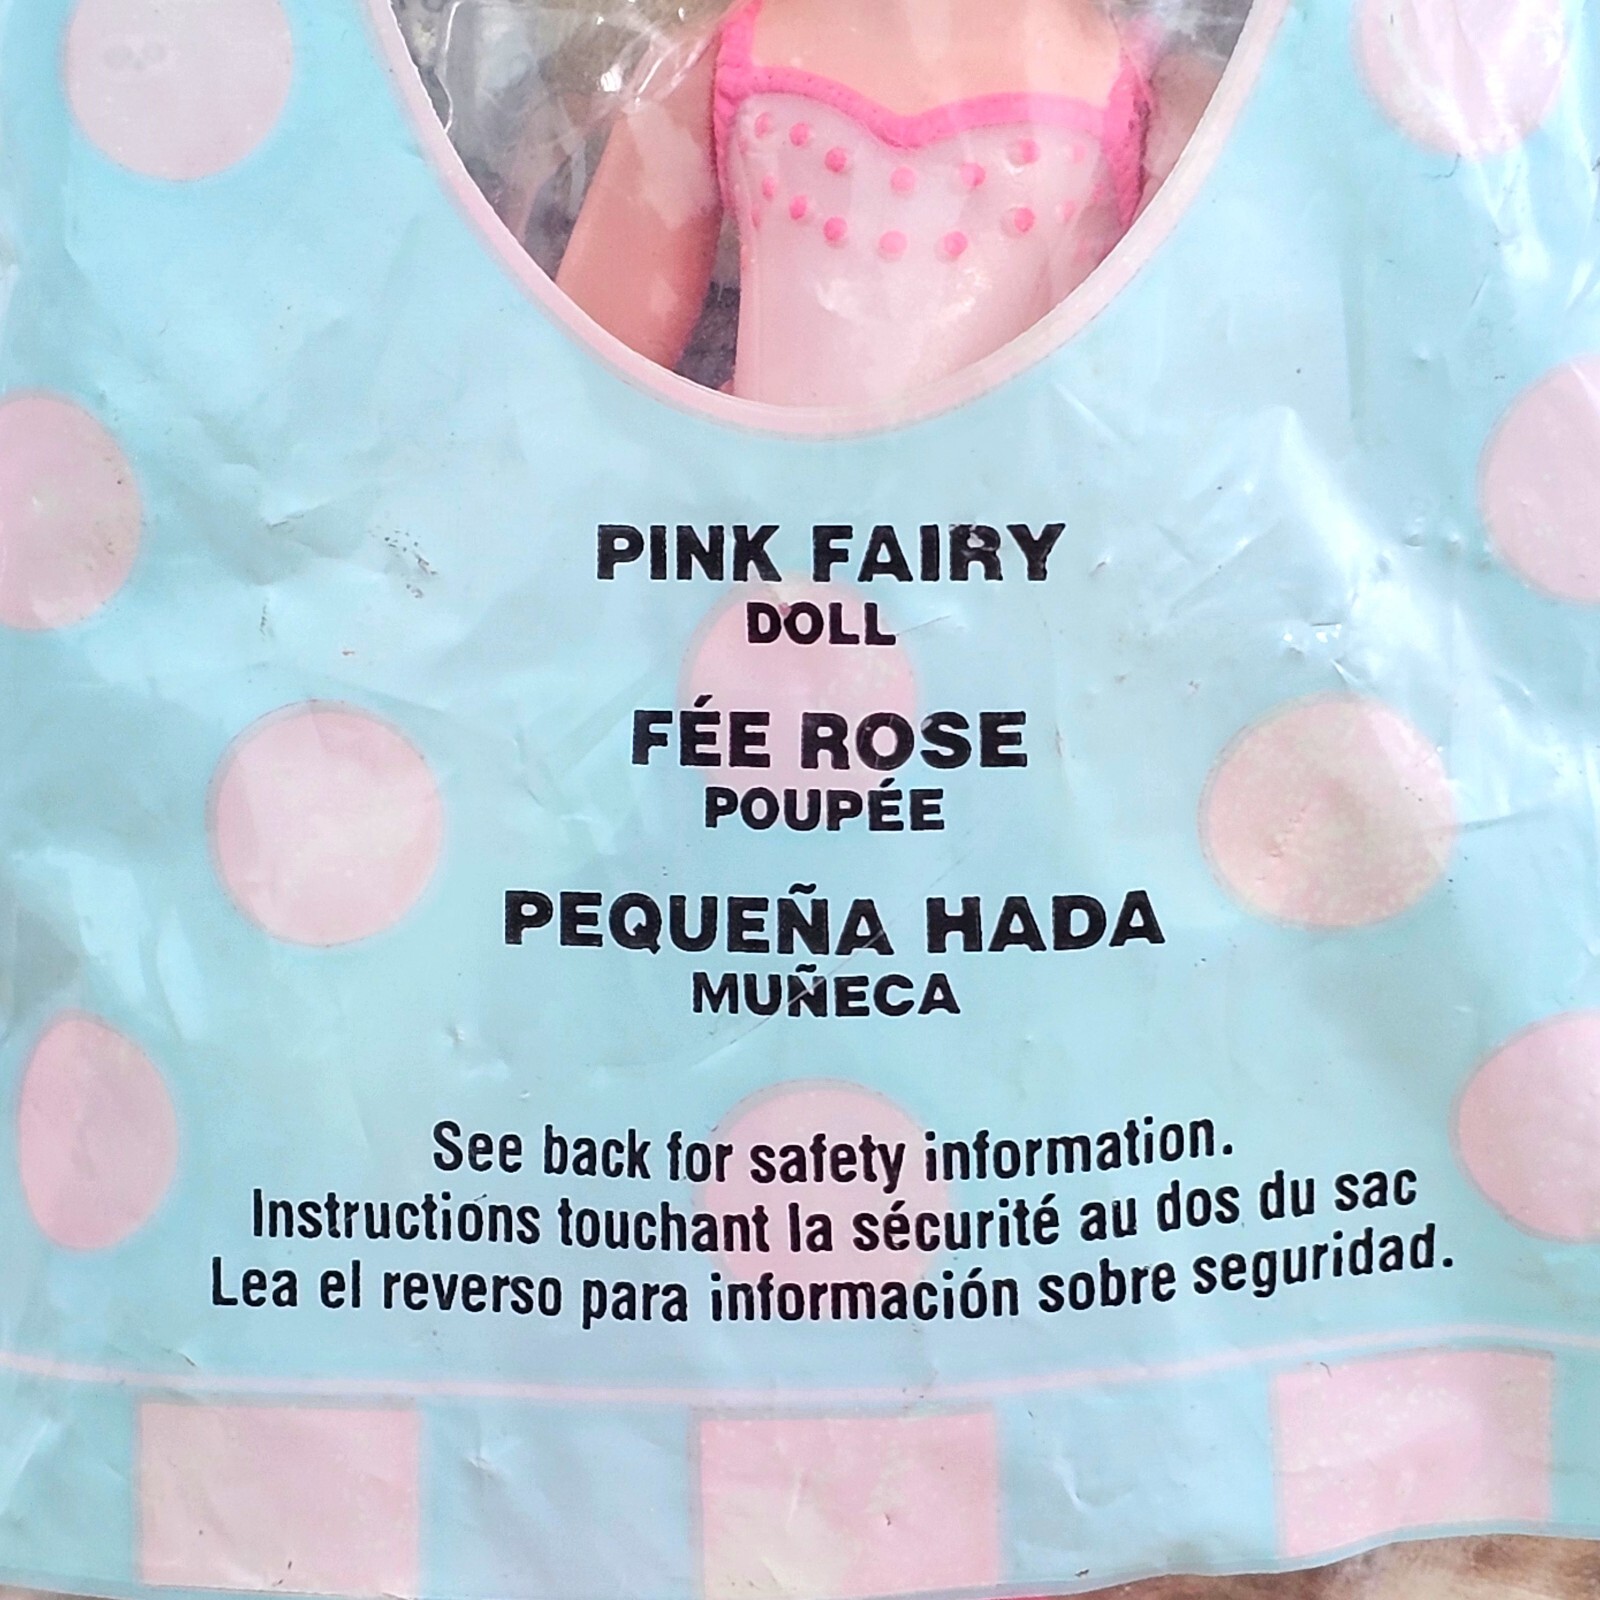 PINK FAIRY
DOLL
FÉE ROSE
POUPÉE
PEQUEÑA HADA
MUÑECA
See back for safety information.
Instructions touchant la sécurité au dos du sac
Lea el reverso para información sobre seguridad.